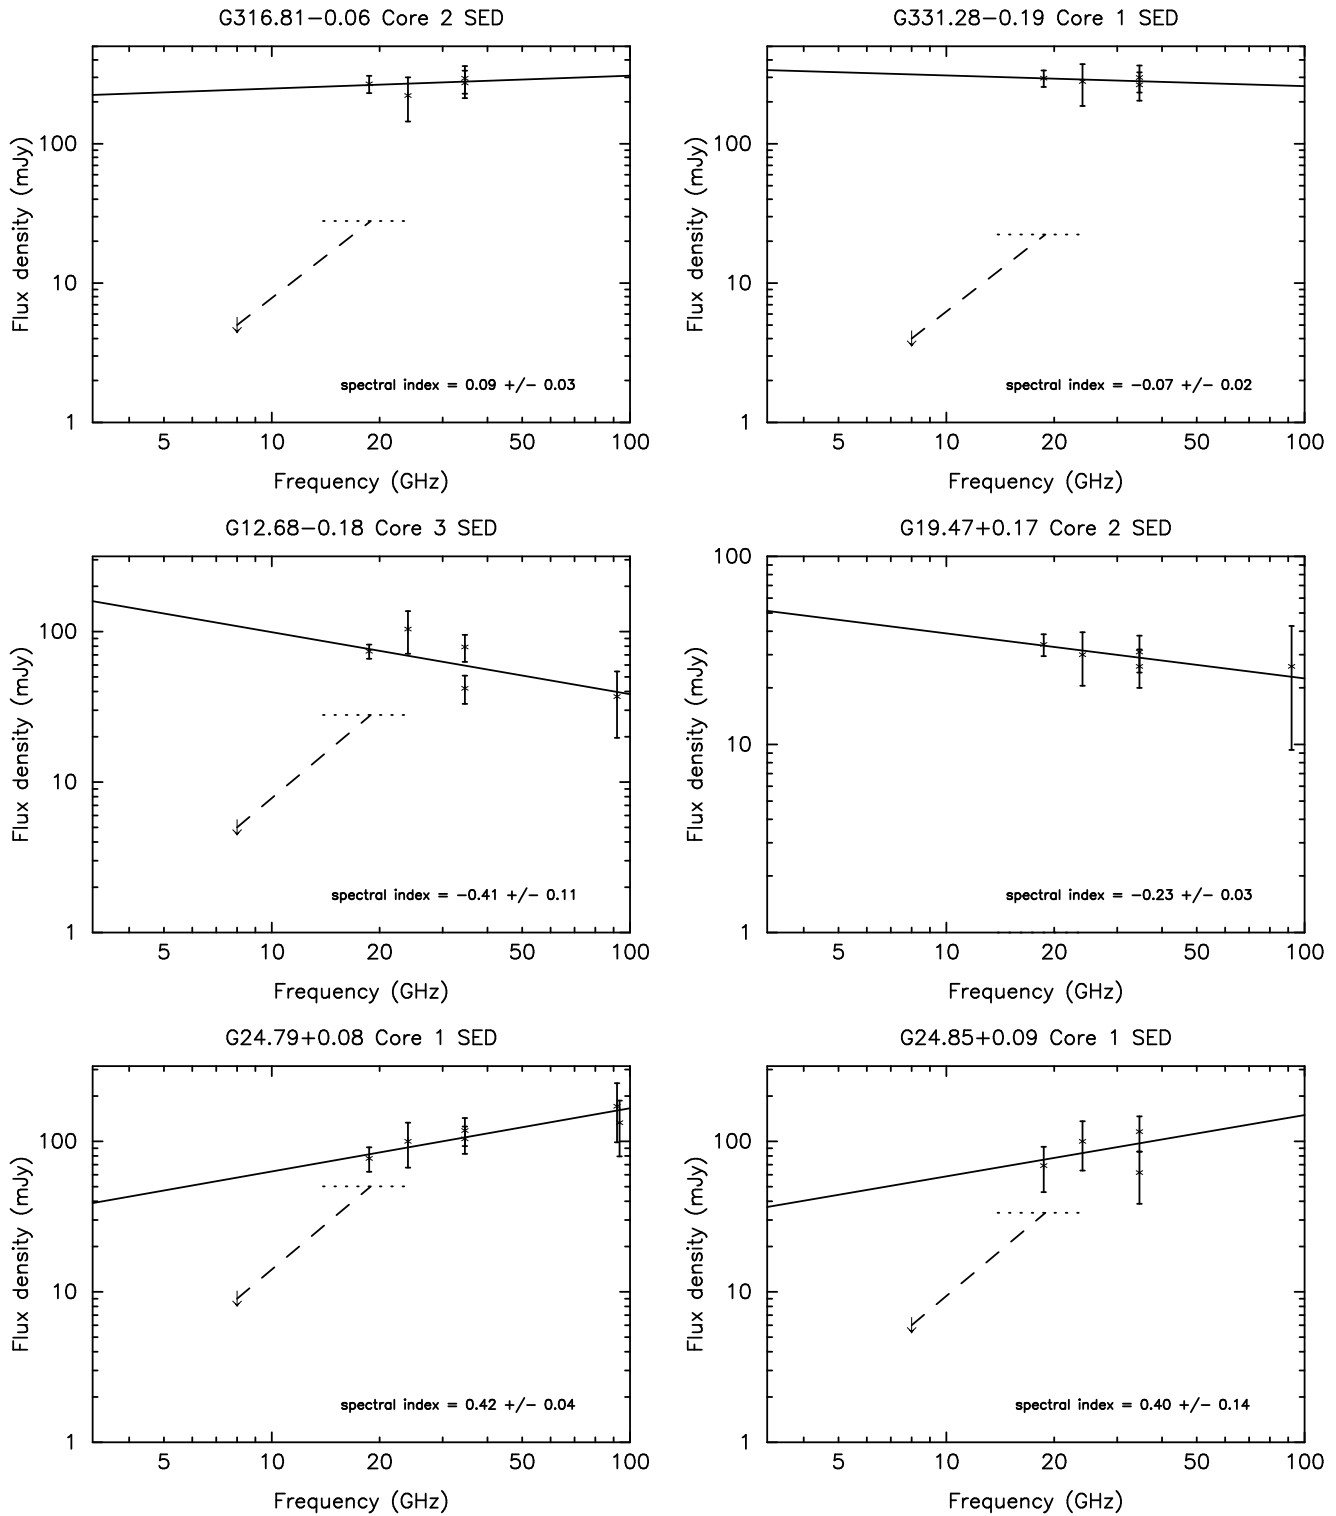 G316.81−0.06 Core 2 SED
Flux density (mJy)
100
10
1
spectral index = 0.09 +/− 0.03
5 10 20 50 100
Frequency (GHz)
G331.28−0.19 Core 1 SED
Flux density (mJy)
100
10
1
spectral index = −0.07 +/− 0.02
5 10 20 50 100
Frequency (GHz)
G12.68−0.18 Core 3 SED
Flux density (mJy)
100
10
1
spectral index = −0.41 +/− 0.11
5 10 20 50 100
Frequency (GHz)
G19.47+0.17 Core 2 SED
Flux density (mJy)
100
10
1
spectral index = −0.23 +/− 0.03
5 10 20 50 100
Frequency (GHz)
G24.79+0.08 Core 1 SED
Flux density (mJy)
100
10
1
spectral index = 0.42 +/− 0.04
5 10 20 50 100
Frequency (GHz)
G24.85+0.09 Core 1 SED
Flux density (mJy)
100
10
1
spectral index = 0.40 +/− 0.14
5 10 20 50 100
Frequency (GHz)